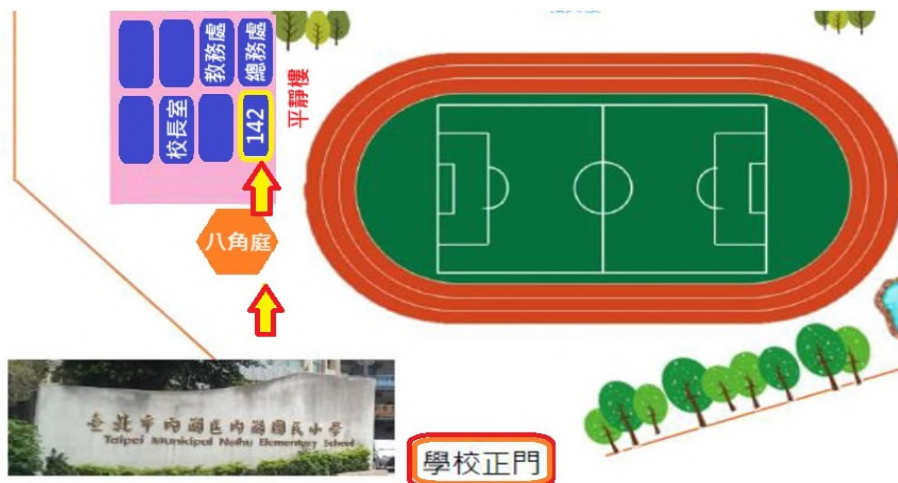 教務處
總務處
校長室
142
平靜樓
八角庭
臺北市內湖區內湖國民小學
Taipei Municipal Neihu Elementary School
學校正門